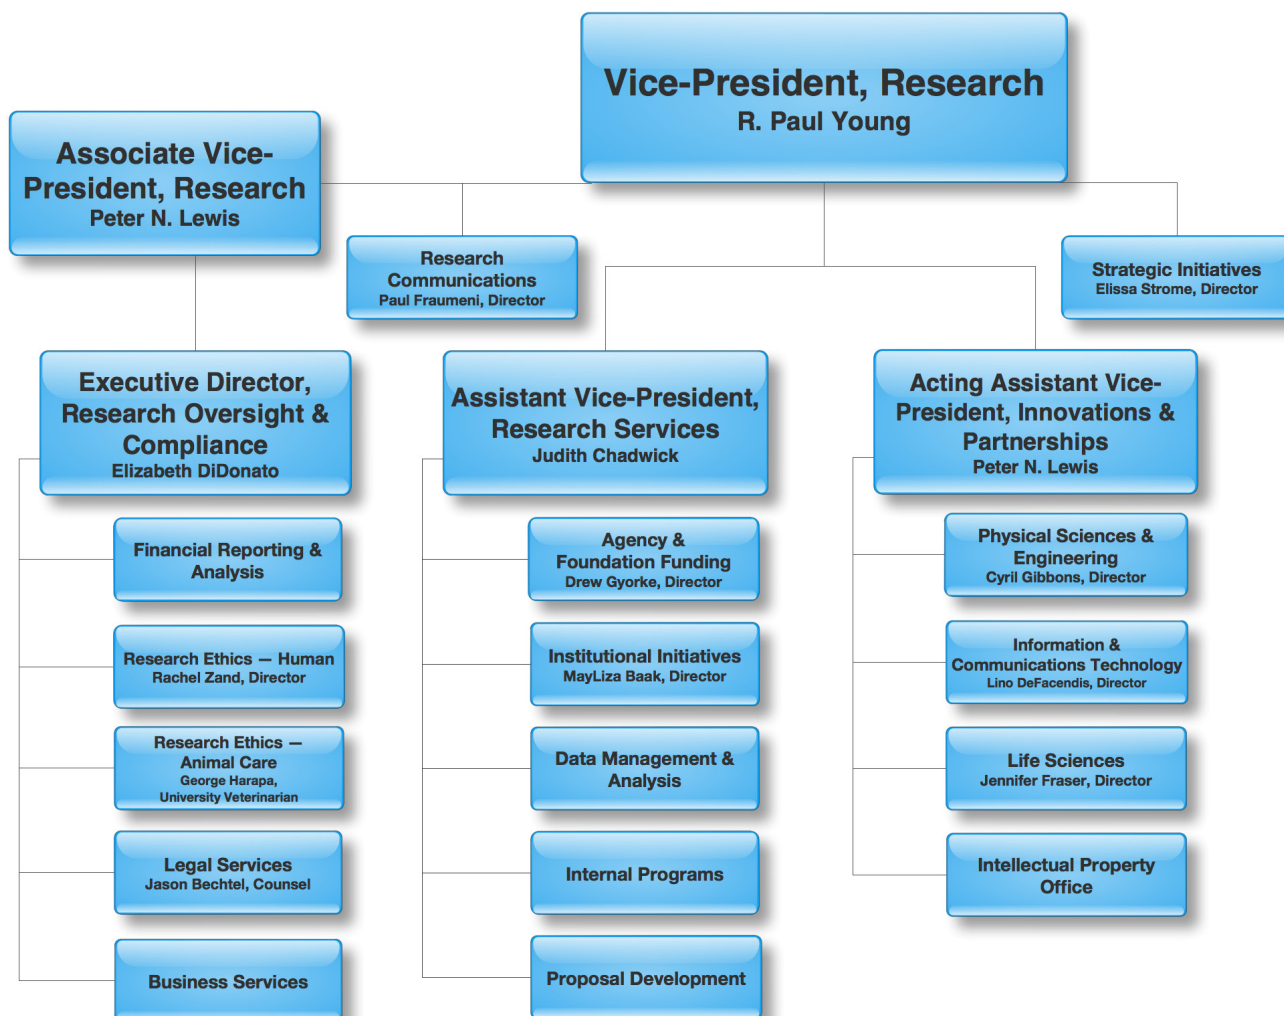 Vice-President, Research
R. Paul Young
Associate Vice-
President, Research
Peter N. Lewis
Research
Communications
Paul Fraumeni, Director
Strategic Initiatives
Elissa Strome, Director
Executive Director,
Research Oversight &
Compliance
Elizabeth DiDonato
Financial Reporting &
Analysis
Research Ethics — Human
Rachel Zand, Director
Research Ethics —
Animal Care
George Harapa,
University Veterinarian
Legal Services
Jason Bechtel, Counsel
Business Services
Assistant Vice-President,
Research Services
Judith Chadwick
Agency &
Foundation Funding
Drew Gyorke, Director
Institutional Initiatives
MayLiza Baak, Director
Data Management &
Analysis
Internal Programs
Proposal Development
Acting Assistant Vice-
President, Innovations &
Partnerships
Peter N. Lewis
Physical Sciences &
Engineering
Cyril Gibbons, Director
Information &
Communications Technology
Lino DeFacendis, Director
Life Sciences
Jennifer Fraser, Director
Intellectual Property
Office